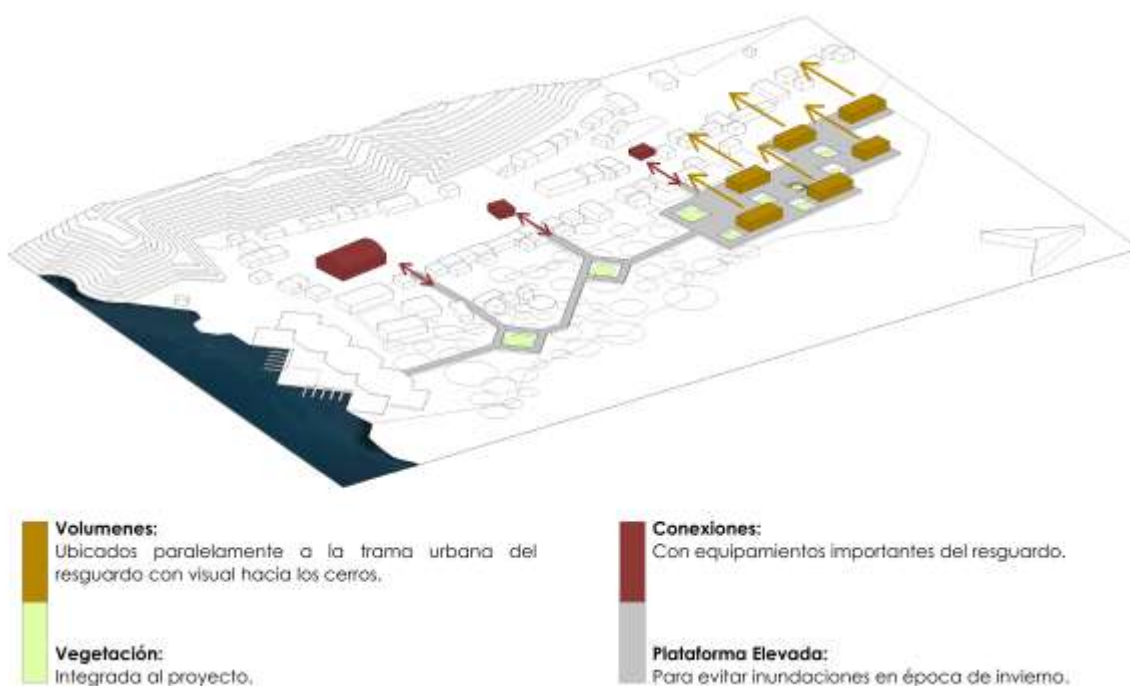 Volumenes:
Ubicados paralelamente a la trama urbana del
resguardo con visual hacia los cerros.
Vegetación:
Integrada al proyecto.
Conexiones:
Con equipamientos importantes del resguardo.
Plataforma Elevada:
Para evitar inundaciones en época de invierno.